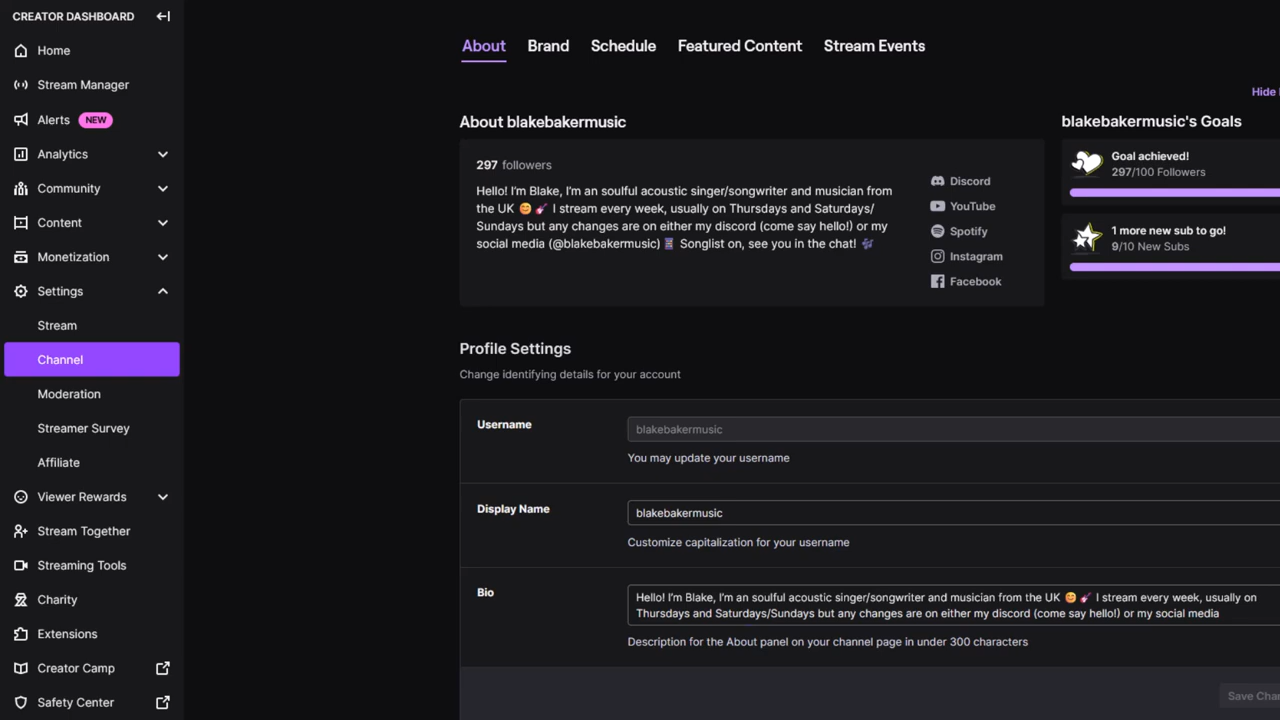 CREATOR DASHBOARD
Home
Stream Manager
Alerts NEW
Analytics
Community
Content
Monetization
Settings
Stream
Channel
Moderation
Streamer Survey
Affiliate
Viewer Rewards
Stream Together
Streaming Tools
Charity
Extensions
Creator Camp
Safety Center
About Brand Schedule Featured Content Stream Events
Hide
About blakebakermusic
297 followers
Hello! I'm Blake, I'm an soulful acoustic singer/songwriter and musician from
the UK 😊 🎸 I stream every week, usually on Thursdays and Saturdays/
Sundays but any changes are on either my discord (come say hello!) or my
social media (@blakebakermusic) 📱 Songlist on, see you in the chat! 🎶
Discord
YouTube
Spotify
Instagram
Facebook
blakebakermusic's Goals
Goal achieved!
297/100 Followers
1 more new sub to go!
9/10 New Subs
Profile Settings
Change identifying details for your account
Username
blakebakermusic
You may update your username
Display Name
blakebakermusic
Customize capitalization for your username
Bio
Hello! I'm Blake, I'm an soulful acoustic singer/songwriter and musician from the UK 😊 🎸 I stream every week, usually on
Thursdays and Saturdays/Sundays but any changes are on either my discord (come say hello!) or my social media
Description for the About panel on your channel page in under 300 characters
Save Chan